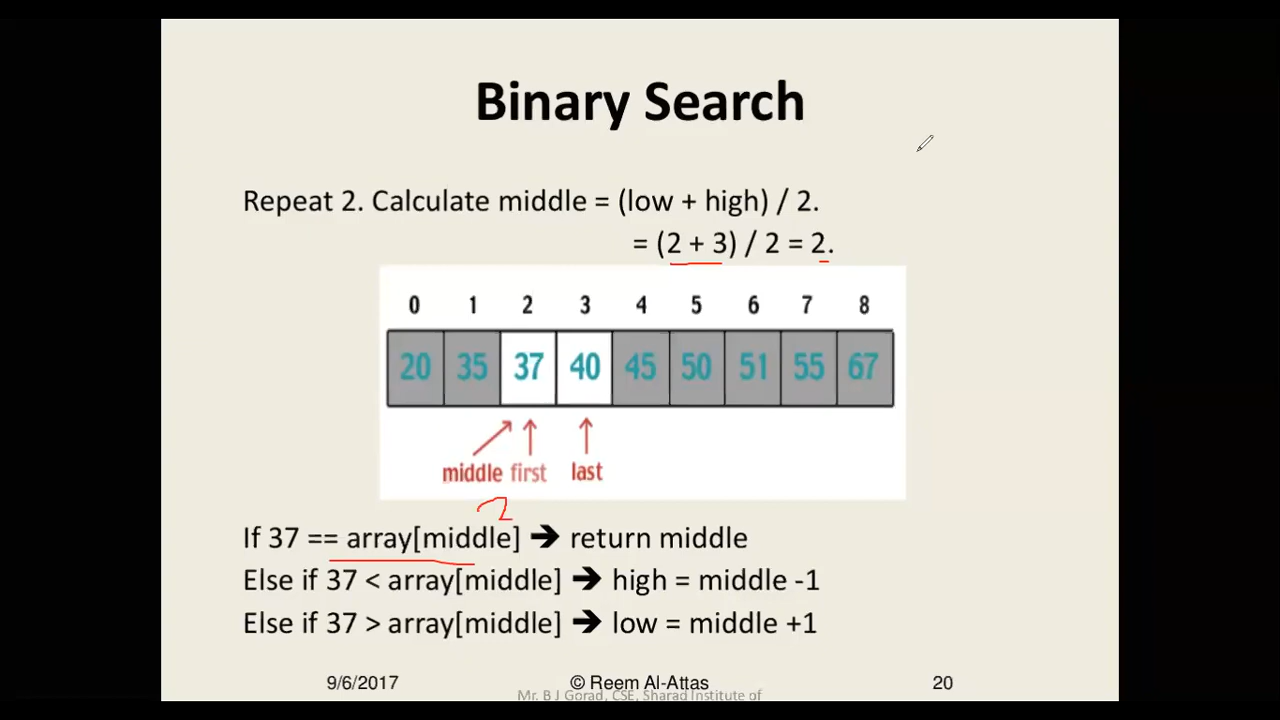 Binary Search
Repeat 2. Calculate middle = (low + high) / 2.
= (2 + 3) / 2 = 2.
0 1 2 3 4 5 6 7 8
20 35 37 40 45 50 51 55 67
middle first last
2
If 37 == array[middle] 🡺 return middle
Else if 37 < array[middle] 🡺 high = middle -1
Else if 37 > array[middle] 🡺 low = middle +1
9/6/2017 © Reem Al-Attas 20
Mr. B J Gorad, CSE, Sharad Institute of